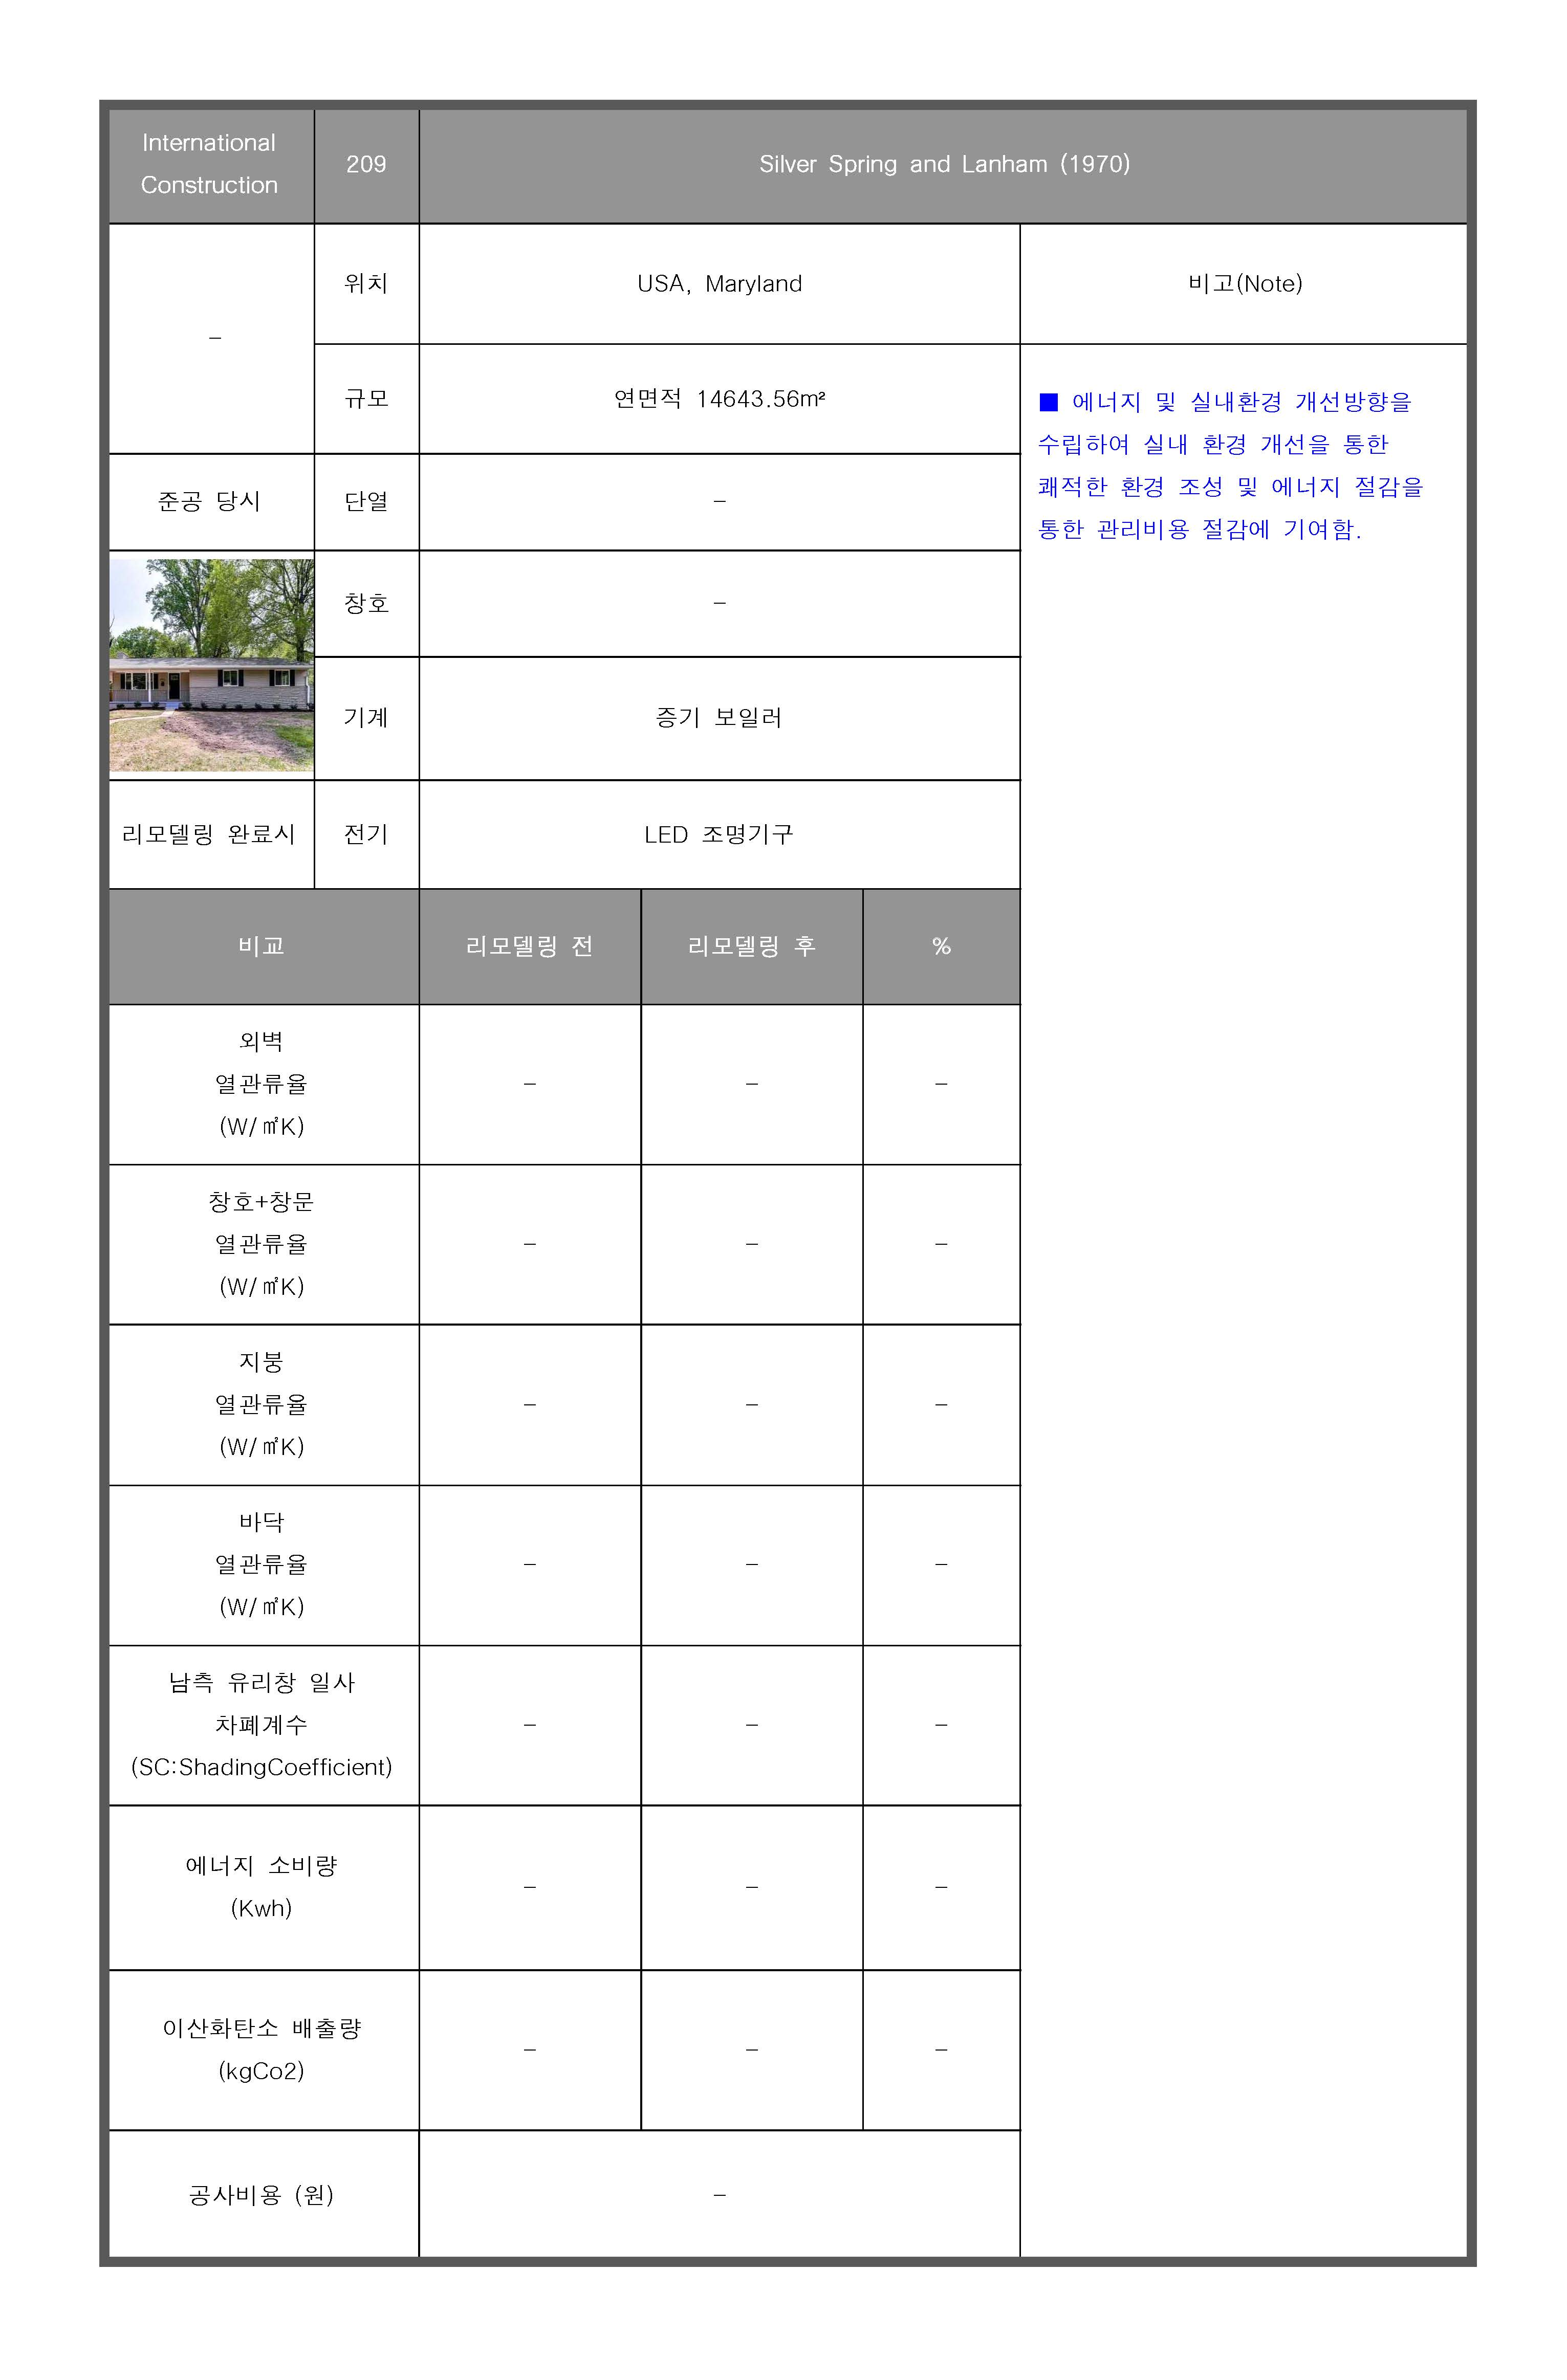 International
Construction
209
Silver Spring and Lanham (1970)
-
위치
USA, Maryland
비고(Note)
규모
연면적 14643.56m²
■ 에너지 및 실내환경 개선방향을
수립하여 실내 환경 개선을 통한
쾌적한 환경 조성 및 에너지 절감을
통한 관리비용 절감에 기여함.
준공 당시
단열
-
창호
-
기계
증기 보일러
리모델링 완료시
전기
LED 조명기구
비교
리모델링 전
리모델링 후
%
외벽
열관류율
(W/㎡K)
-
-
-
창호+창문
열관류율
(W/㎡K)
-
-
-
지붕
열관류율
(W/㎡K)
-
-
-
바닥
열관류율
(W/㎡K)
-
-
-
남측 유리창 일사
차폐계수
(SC:ShadingCoefficient)
-
-
-
에너지 소비량
(Kwh)
-
-
-
이산화탄소 배출량
(kgCo2)
-
-
-
공사비용 (원)
-